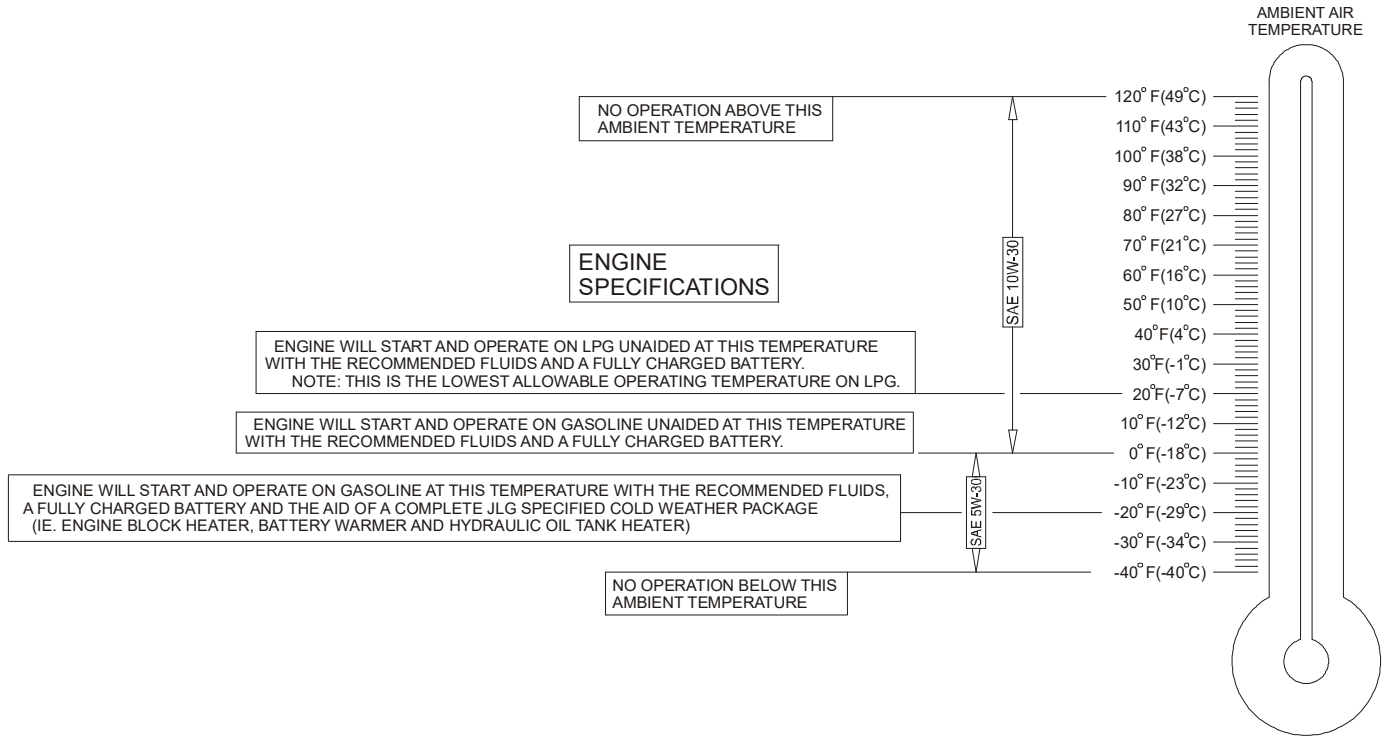 AMBIENT AIR
TEMPERATURE
NO OPERATION ABOVE THIS
AMBIENT TEMPERATURE
120° F(49°C)
110° F(43°C)
100° F(38°C)
90° F(32°C)
80° F(27°C)
70° F(21°C)
60° F(16°C)
50° F(10°C)
40°F(4°C)
30°F(-1°C)
20°F(-7°C)
10° F(-12°C)
0° F(-18°C)
-10° F(-23°C)
-20° F(-29°C)
-30° F(-34°C)
-40° F(-40°C)
SAE 10W-30
ENGINE
SPECIFICATIONS
ENGINE WILL START AND OPERATE ON LPG UNAIDED AT THIS TEMPERATURE
WITH THE RECOMMENDED FLUIDS AND A FULLY CHARGED BATTERY.
NOTE: THIS IS THE LOWEST ALLOWABLE OPERATING TEMPERATURE ON LPG.
ENGINE WILL START AND OPERATE ON GASOLINE UNAIDED AT THIS TEMPERATURE
WITH THE RECOMMENDED FLUIDS AND A FULLY CHARGED BATTERY.
ENGINE WILL START AND OPERATE ON GASOLINE AT THIS TEMPERATURE WITH THE RECOMMENDED FLUIDS,
A FULLY CHARGED BATTERY AND THE AID OF A COMPLETE JLG SPECIFIED COLD WEATHER PACKAGE
(IE. ENGINE BLOCK HEATER, BATTERY WARMER AND HYDRAULIC OIL TANK HEATER)
SAE 5W-30
NO OPERATION BELOW THIS
AMBIENT TEMPERATURE